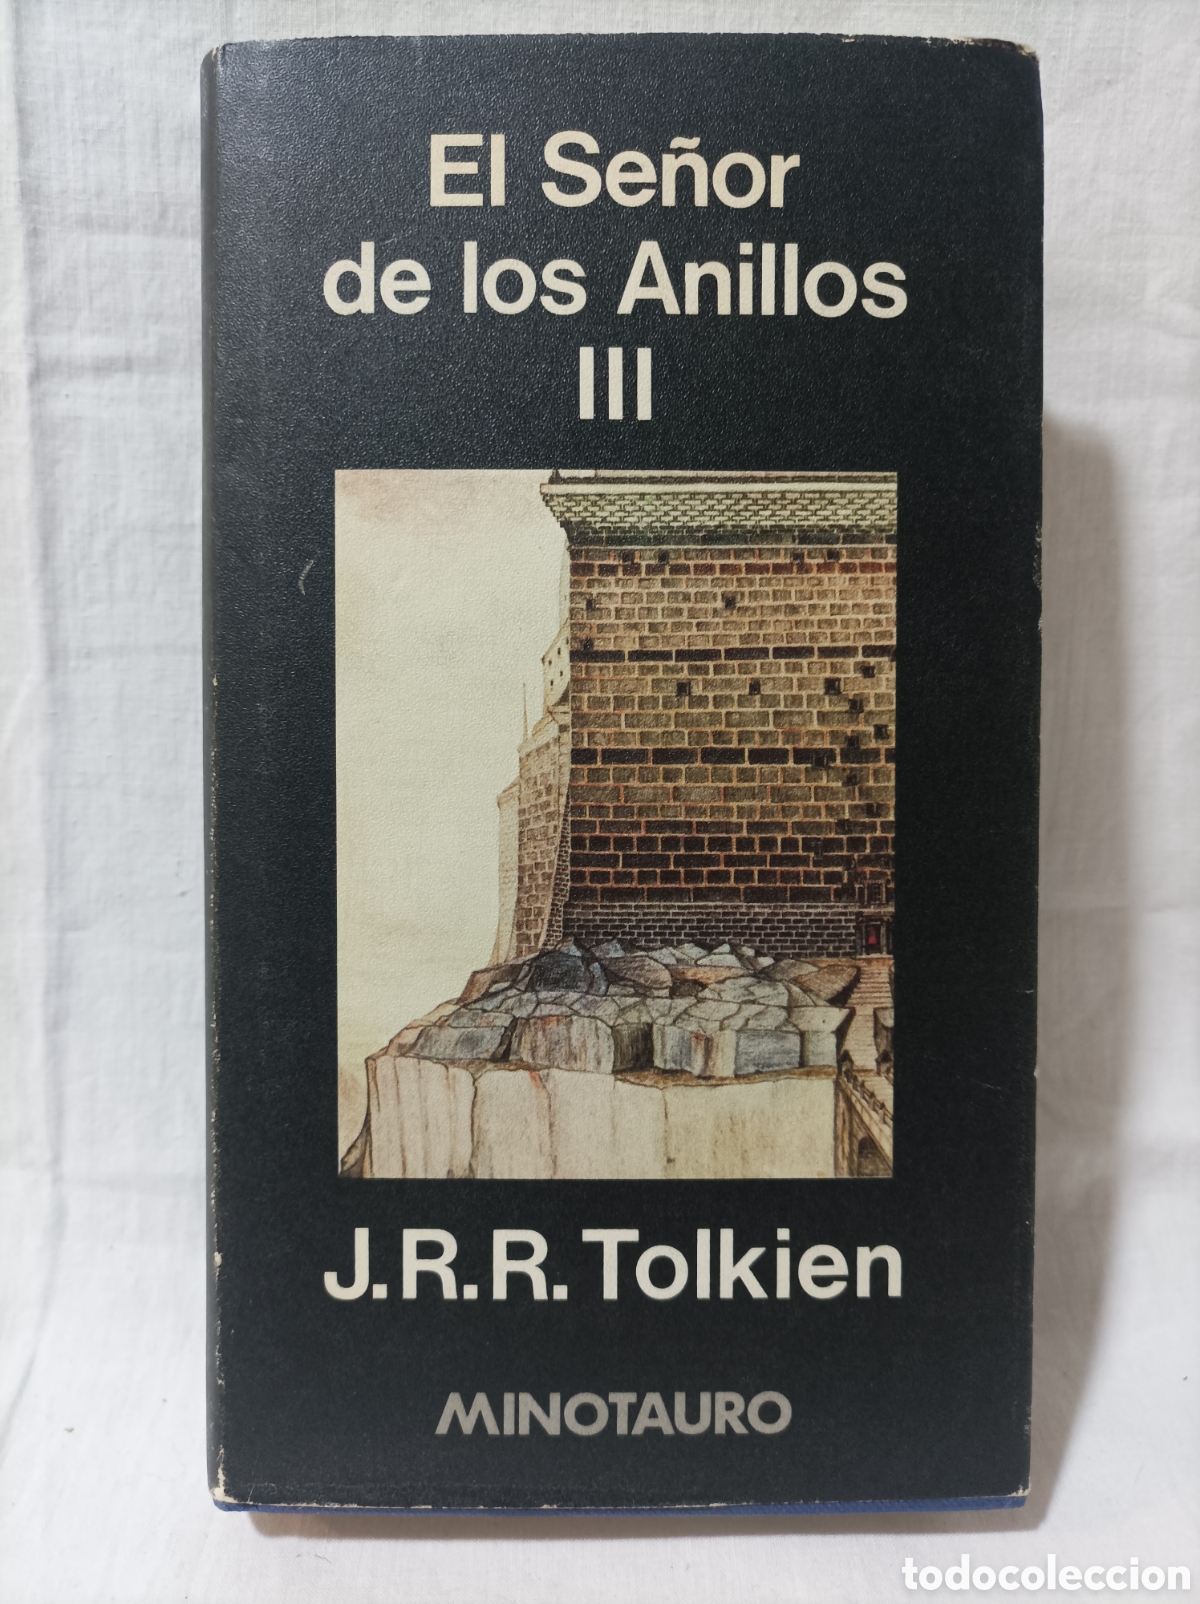 El Señor
de los Anillos
III
J.R.R. Tolkien
MINOTAURO
todocoleccion